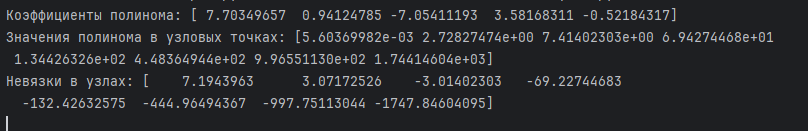 Коэффициенты полинома: [ 7.70349657  0.94124785 -7.05411193  3.58168311 -0.52184317]
Значения полинома в узловых точках: [5.60369982e-03 2.72827474e+00 7.41402303e+00 6.94274468e+01
 1.34426326e+02 4.48364944e+02 9.96551130e+02 1.74414604e+03]
Невязки в узлах: [    7.1943963      3.07172526    -3.01402303   -69.22744683
  -132.42632575  -444.96494367  -997.75113044 -1747.84604095]